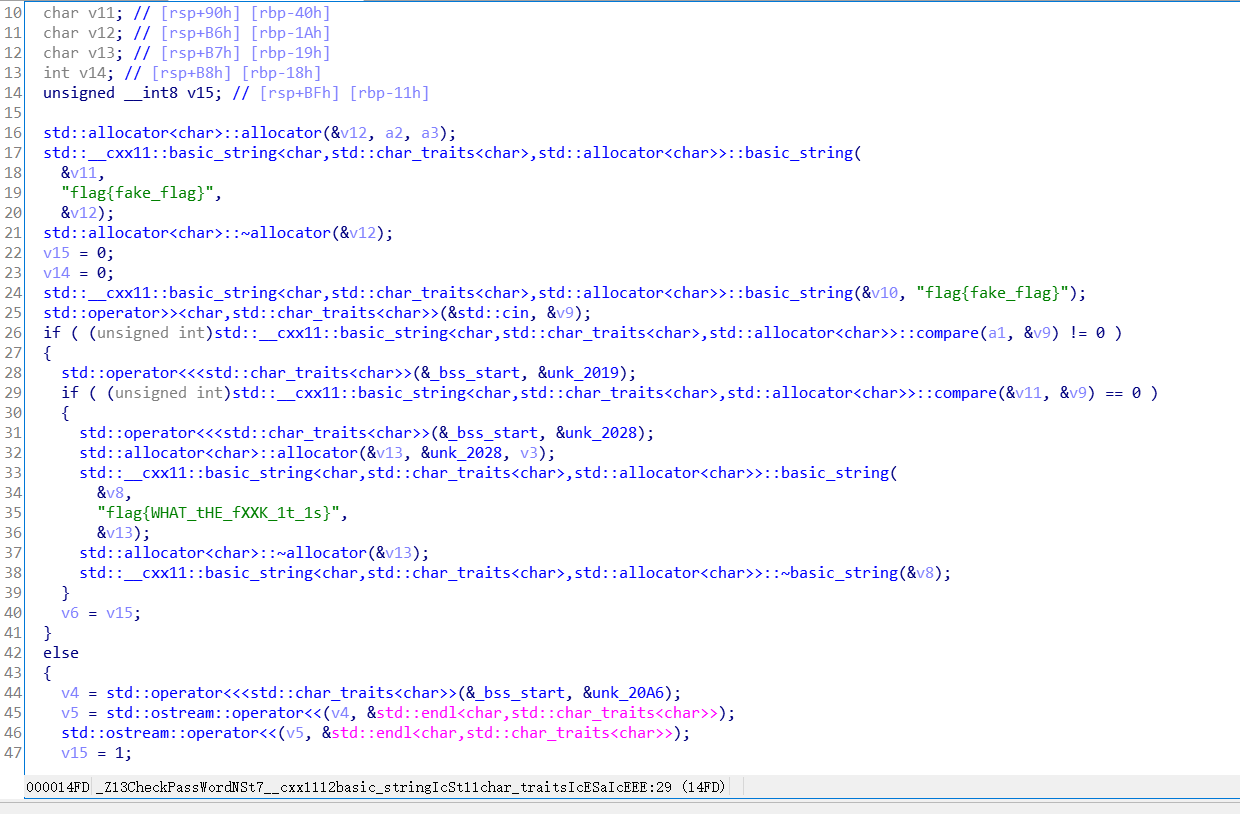 10 char v11; // [rsp+90h] [rbp-40h]
11 char v12; // [rsp+B6h] [rbp-1Ah]
12 char v13; // [rsp+B7h] [rbp-19h]
13 int v14; // [rsp+B8h] [rbp-18h]
14 unsigned __int8 v15; // [rsp+BFh] [rbp-11h]
15
16 std::allocator<char>::allocator(&v12, a2, a3);
17 std::__cxx11::basic_string<char,std::char_traits<char>,std::allocator<char>>::basic_string(
18 &v11,
19 "flag{fake_flag}",
20 &v12);
21 std::allocator<char>::~allocator(&v12);
22 v15 = 0;
23 v14 = 0;
24 std::__cxx11::basic_string<char,std::char_traits<char>,std::allocator<char>>::basic_string(&v10, "flag{fake_flag}");
25 std::operator>><char,std::char_traits<char>>(&std::cin, &v9);
26 if ( (unsigned int)std::__cxx11::basic_string<char,std::char_traits<char>,std::allocator<char>>::compare(a1, &v9) != 0 )
27 {
28 std::operator<<<std::char_traits<char>>(&_bss_start, &unk_2019);
29 if ( (unsigned int)std::__cxx11::basic_string<char,std::char_traits<char>,std::allocator<char>>::compare(&v11, &v9) == 0 )
30 {
31 std::operator<<<std::char_traits<char>>(&_bss_start, &unk_2028);
32 std::allocator<char>::allocator(&v13, &unk_2028, v3);
33 std::__cxx11::basic_string<char,std::char_traits<char>,std::allocator<char>>::basic_string(
34 &v8,
35 "flag{WHAT_tHE_fXXK_1t_1s}",
36 &v13);
37 std::allocator<char>::~allocator(&v13);
38 std::__cxx11::basic_string<char,std::char_traits<char>,std::allocator<char>>::~basic_string(&v8);
39 }
40 v6 = v15;
41 }
42 else
43 {
44 v4 = std::operator<<<std::char_traits<char>>(&_bss_start, &unk_20A6);
45 v5 = std::ostream::operator<<(v4, &std::endl<char,std::char_traits<char>>);
46 std::ostream::operator<<(v5, &std::endl<char,std::char_traits<char>>);
47 v15 = 1;
000014FD _Z13CheckPassWordNSt7__cxx1112basic_stringIcSt11char_traitsIcESaIcEEE:29 (14FD)